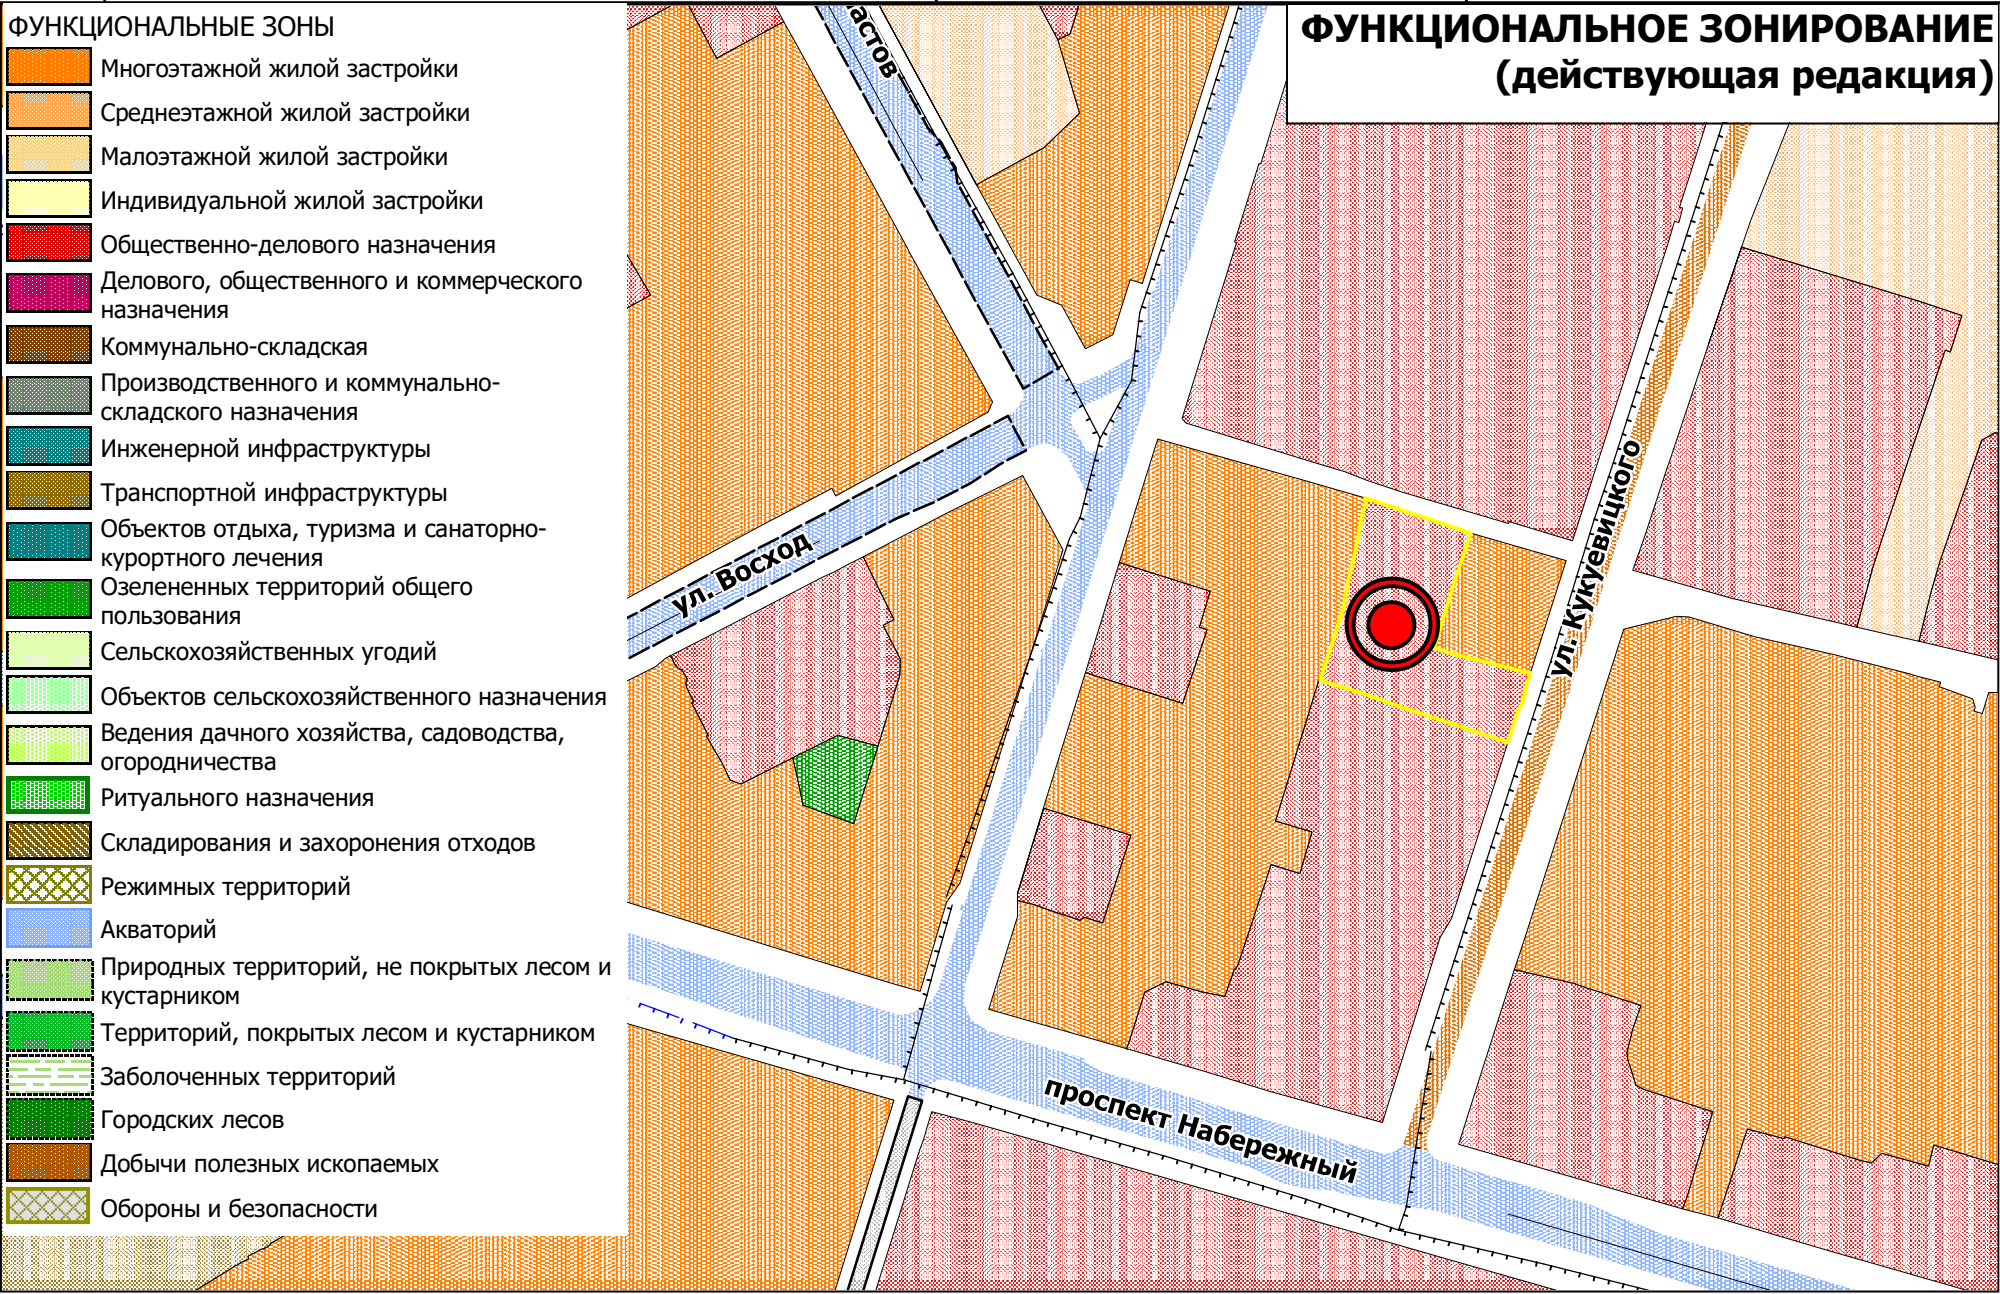 ФУНКЦИОНАЛЬНЫЕ ЗОНЫ
Многоэтажной жилой застройки
Среднеэтажной жилой застройки
Малоэтажной жилой застройки
Индивидуальной жилой застройки
Общественно-делового назначения
Делового, общественного и коммерческого
назначения
Коммунально-складская
Производственного и коммунально-
складского назначения
Инженерной инфраструктуры
Транспортной инфраструктуры
Объектов отдыха, туризма и санаторно-
курортного лечения
Озелененных территорий общего
пользования
Сельскохозяйственных угодий
Объектов сельскохозяйственного назначения
Ведения дачного хозяйства, садоводства,
огородничества
Ритуального назначения
Складирования и захоронения отходов
Режимных территорий
Акваторий
Природных территорий, не покрытых лесом и
кустарником
Территорий, покрытых лесом и кустарником
Заболоченных территорий
Городских лесов
Добычи полезных ископаемых
Обороны и безопасности
ФУНКЦИОНАЛЬНОЕ ЗОНИРОВАНИЕ
(действующая редакция)
ул. Восход
ул. Кукуевицкого
проспект Набережный